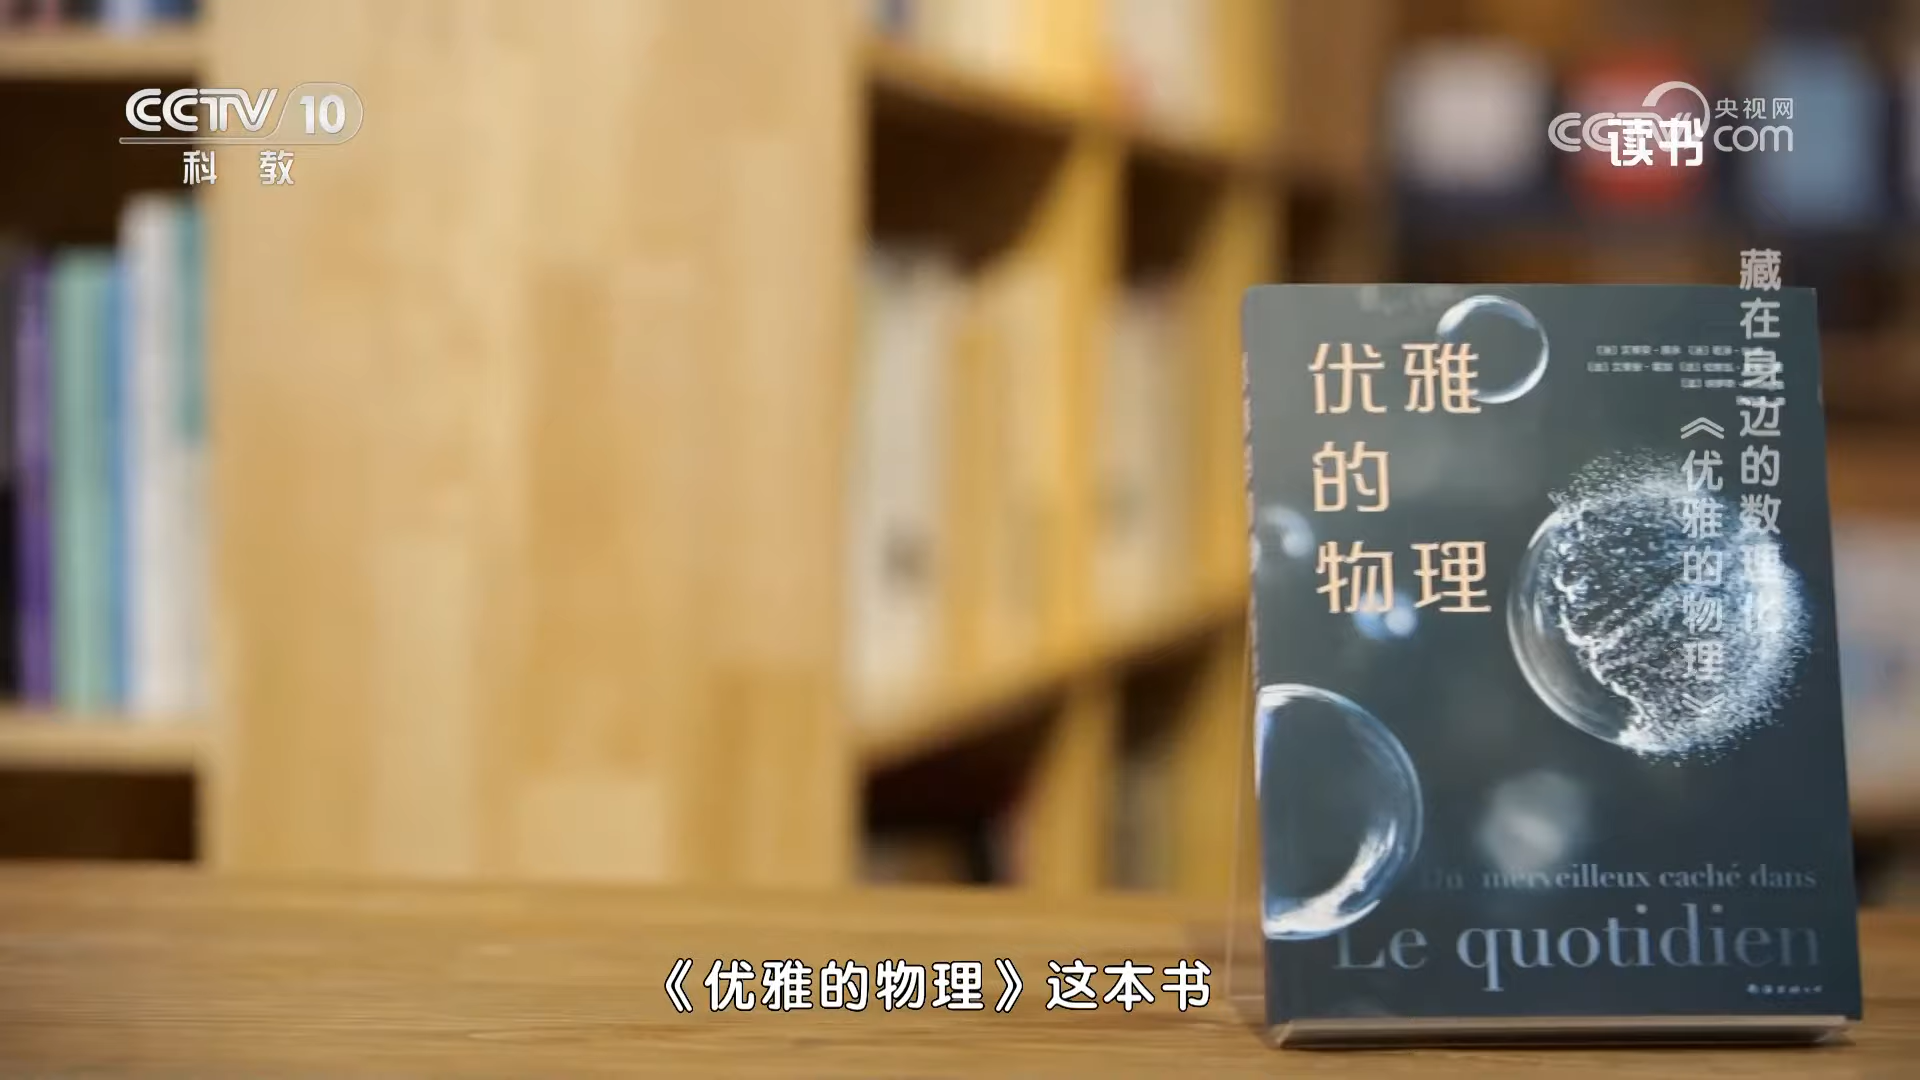 CCTV 10
科教
央视网
CCTV.com
读书
藏在身边的数理化
《优雅的物理》
优雅
的
物理
Un merveilleux caché dans
Le quotidien
《优雅的物理》这本书